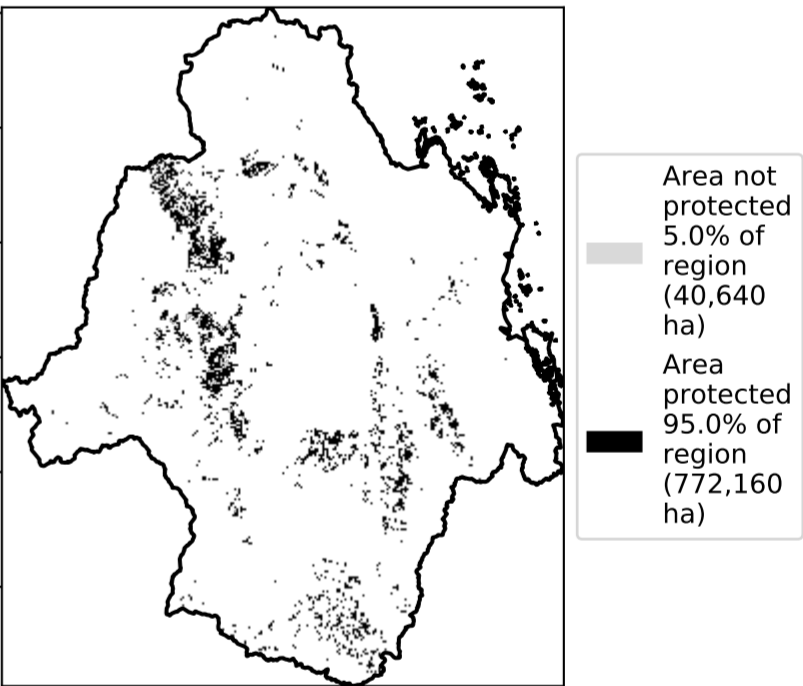 Area not
protected
5.0% of
region
(40,640
ha)
Area
protected
95.0% of
region
(772,160
ha)